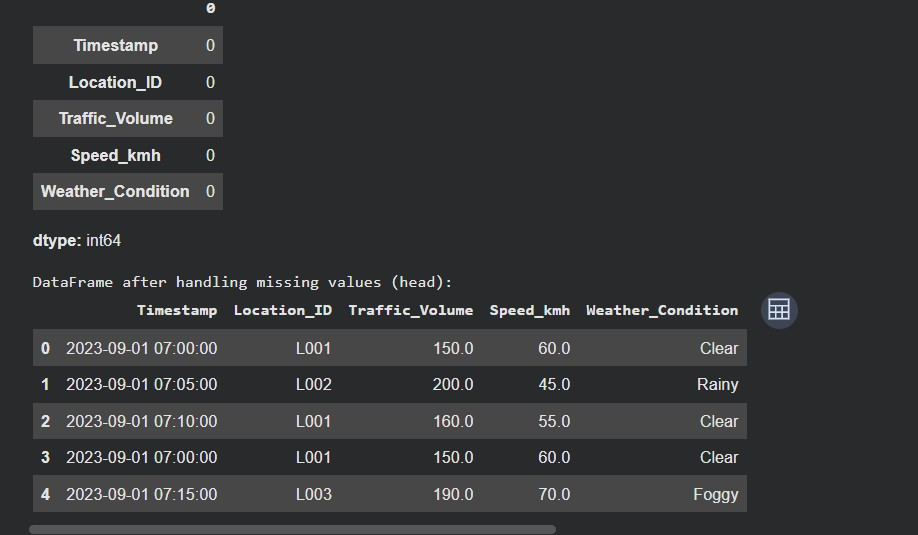 0
Timestamp 0
Location_ID 0
Traffic_Volume 0
Speed_kmh 0
Weather_Condition 0
dtype: int64
DataFrame after handling missing values (head):
Timestamp Location_ID Traffic_Volume Speed_kmh Weather_Condition
0 2023-09-01 07:00:00 L001 150.0 60.0 Clear
1 2023-09-01 07:05:00 L002 200.0 45.0 Rainy
2 2023-09-01 07:10:00 L001 160.0 55.0 Clear
3 2023-09-01 07:00:00 L001 150.0 60.0 Clear
4 2023-09-01 07:15:00 L003 190.0 70.0 Foggy